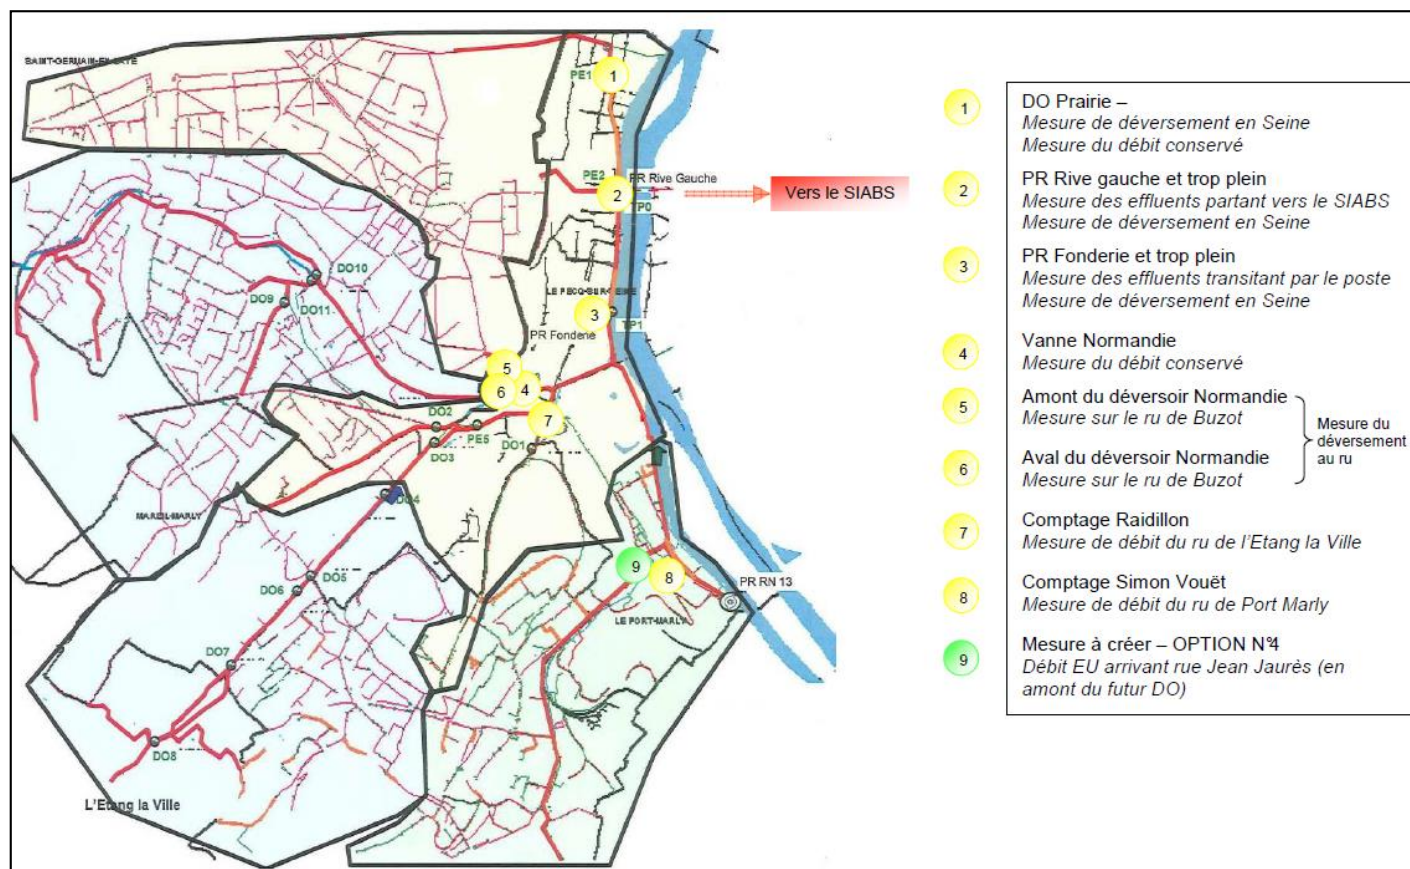 SAINT-GERMAIN-EN-LAYE
PE1
1
PE2
PR Rive Gauche
2
TP0
Vers le SIABS
DO10
DO9
DO11
LE PECQ-SUR-SEINE
3
TP1
PR Fonderie
5
6
4
DO2
7
PE5
DO1
DO3
DO4
MAREIL-MARLY
DO5
DO6
9
8
PR RN 13
LE PORT-MARLY
DO7
DO8
L'Etang la Ville
1
DO Prairie –
Mesure de déversement en Seine
Mesure du débit conservé
2
PR Rive gauche et trop plein
Mesure des effluents partant vers le SIABS
Mesure de déversement en Seine
3
PR Fonderie et trop plein
Mesure des effluents transitant par le poste
Mesure de déversement en Seine
4
Vanne Normandie
Mesure du débit conservé
5
Amont du déversoir Normandie
Mesure sur le ru de Buzot
6
Aval du déversoir Normandie
Mesure sur le ru de Buzot
Mesure du
déversement
au ru
7
Comptage Raidillon
Mesure de débit du ru de l'Etang la Ville
8
Comptage Simon Vouët
Mesure de débit du ru de Port Marly
9
Mesure à créer – OPTION N°4
Débit EU arrivant rue Jean Jaurès (en
amont du futur DO)